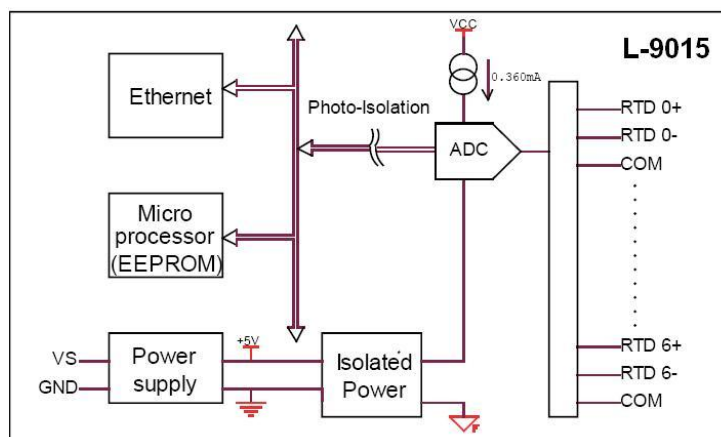 L-9015
VCC
0.360mA
Ethernet
Photo-Isolation
ADC
RTD 0+
RTD 0-
COM
Micro
processor
(EEPROM)
+5V
VS
GND
Power
supply
Isolated
Power
F
RTD 6+
RTD 6-
COM